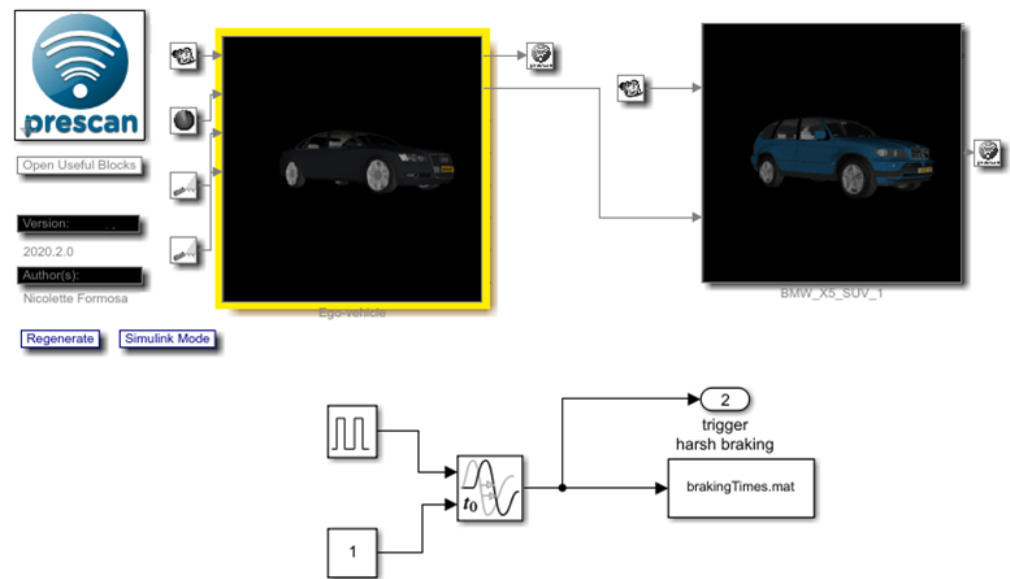 prescan
Open Useful Blocks
Version:
2020.2.0
Author(s):
Nicolette Formosa
Regenerate
Simulink Mode
Ego-vehicle
BMW_X5_SUV_1
2
trigger
harsh braking
brakingTimes.mat
t0
1